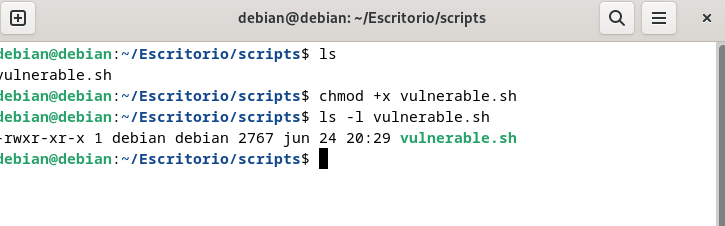 debian@debian: ~/Escritorio/scripts
debian@debian:~/Escritorio/scripts$ ls
vulnerable.sh
debian@debian:~/Escritorio/scripts$ chmod +x vulnerable.sh
debian@debian:~/Escritorio/scripts$ ls -l vulnerable.sh
-rwxr-xr-x 1 debian debian 2767 jun 24 20:29 vulnerable.sh
debian@debian:~/Escritorio/scripts$